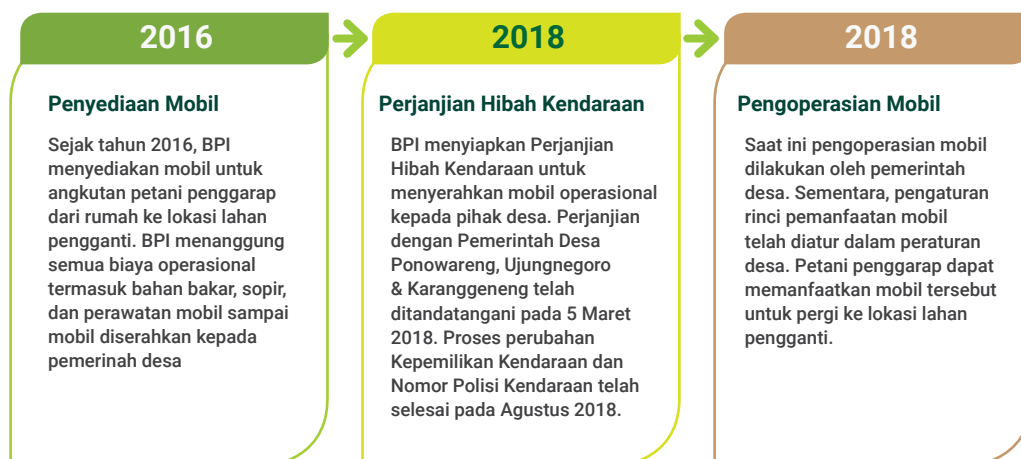 2016
Penyediaan Mobil
Sejak tahun 2016, BPI
menyediakan mobil untuk
angkutan petani penggarap
dari rumah ke lokasi lahan
pengganti. BPI menanggung
semua biaya operasional
termasuk bahan bakar, sopir,
dan perawatan mobil sampai
mobil diserahkan kepada
pemerinah desa
2018
Perjanjian Hibah Kendaraan
BPI menyiapkan Perjanjian
Hibah Kendaraan untuk
menyerahkan mobil operasional
kepada pihak desa. Perjanjian
dengan Pemerintah Desa
Ponowareng, Ujungnegoro
& Karanggeneng telah
ditandatangani pada 5 Maret
2018. Proses perubahan
Kepemilikan Kendaraan dan
Nomor Polisi Kendaraan telah
selesai pada Agustus 2018.
2018
Pengoperasian Mobil
Saat ini pengoperasian mobil
dilakukan oleh pemerintah
desa. Sementara, pengaturan
rinci pemanfaatan mobil
telah diatur dalam peraturan
desa. Petani penggarap dapat
memanfaatkan mobil tersebut
untuk pergi ke lokasi lahan
pengganti.